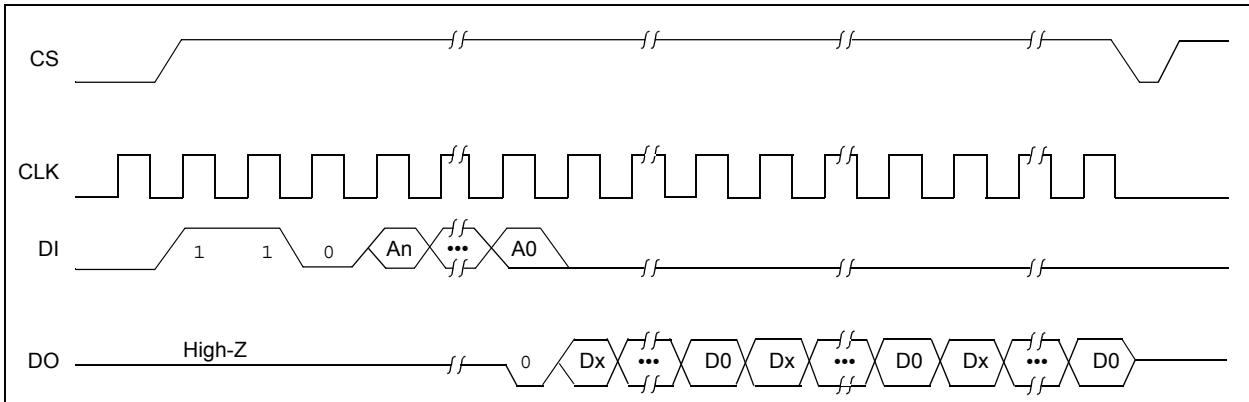 CS
CLK
DI 1 1 0 An ••• A0
High-Z
DO 0 Dx ••• D0 Dx ••• D0 Dx ••• D0